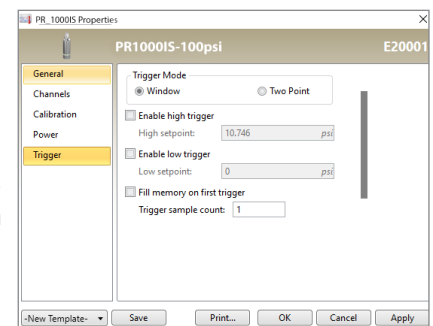 PR_1000IS Properties
PR1000IS-100psi E20001
General
Channels
Calibration
Power
Trigger
Trigger Mode
Window Two Point
Enable high trigger
High setpoint: 10.746 psi
Enable low trigger
Low setpoint: 0 psi
Fill memory on first trigger
Trigger sample count: 1
-New Template- Save Print... OK Cancel Apply